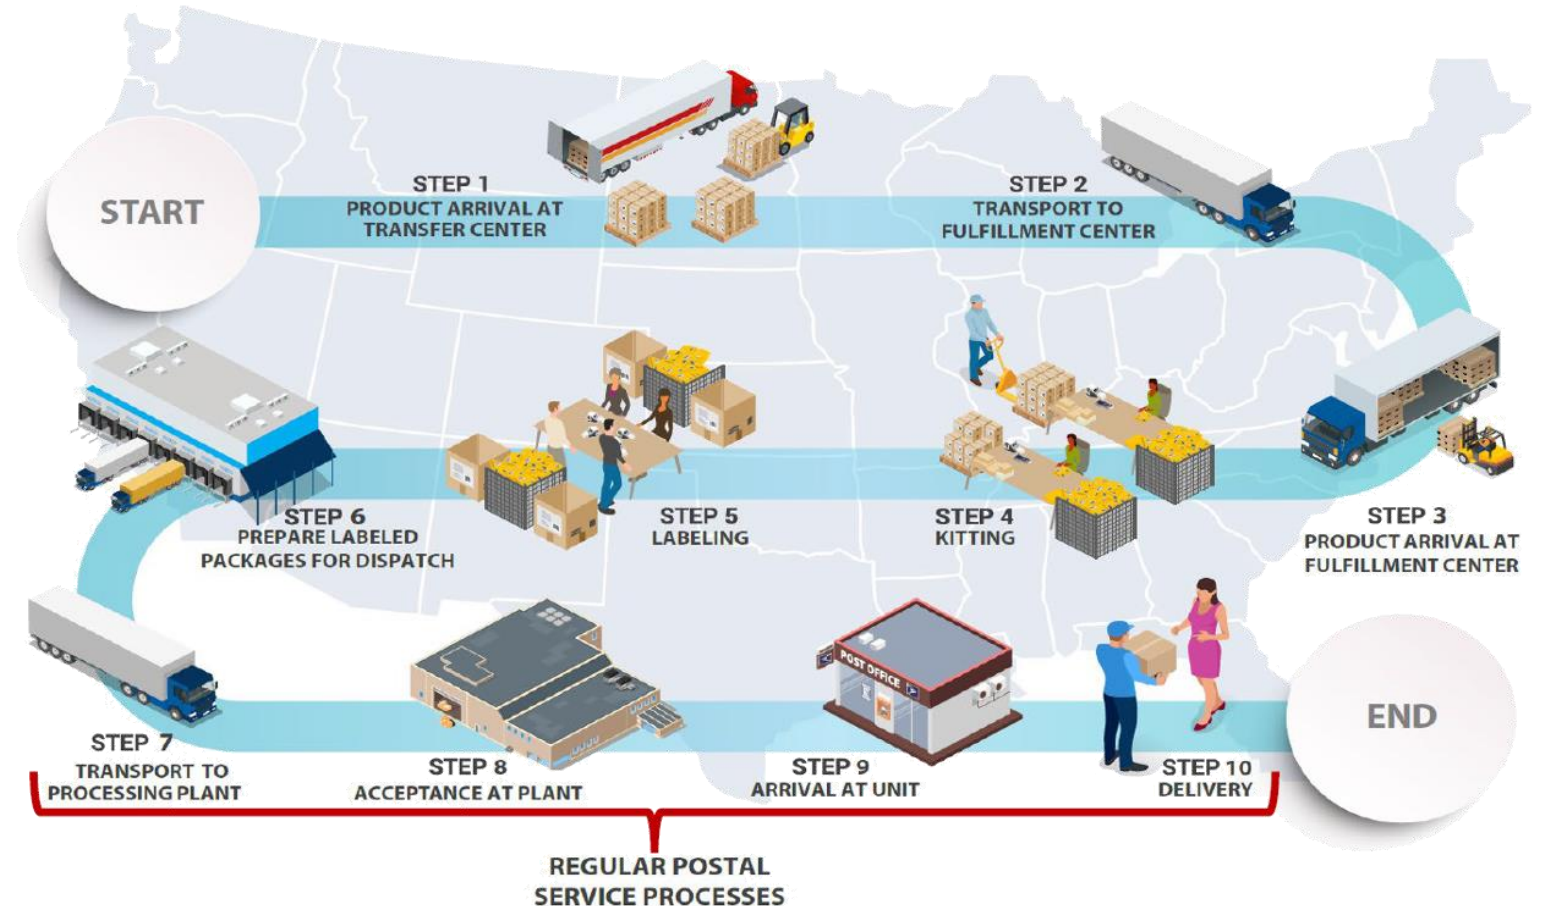 START
STEP 1
PRODUCT ARRIVAL AT
TRANSFER CENTER
STEP 2
TRANSPORT TO
FULFILLMENT CENTER
STEP 3
PRODUCT ARRIVAL AT
FULFILLMENT CENTER
STEP 4
KITTING
STEP 5
LABELING
STEP 6
PREPARE LABELED
PACKAGES FOR DISPATCH
STEP 7
TRANSPORT TO
PROCESSING PLANT
STEP 8
ACCEPTANCE AT PLANT
POST OFFICE
STEP 9
ARRIVAL AT UNIT
STEP 10
DELIVERY
END
REGULAR POSTAL
SERVICE PROCESSES